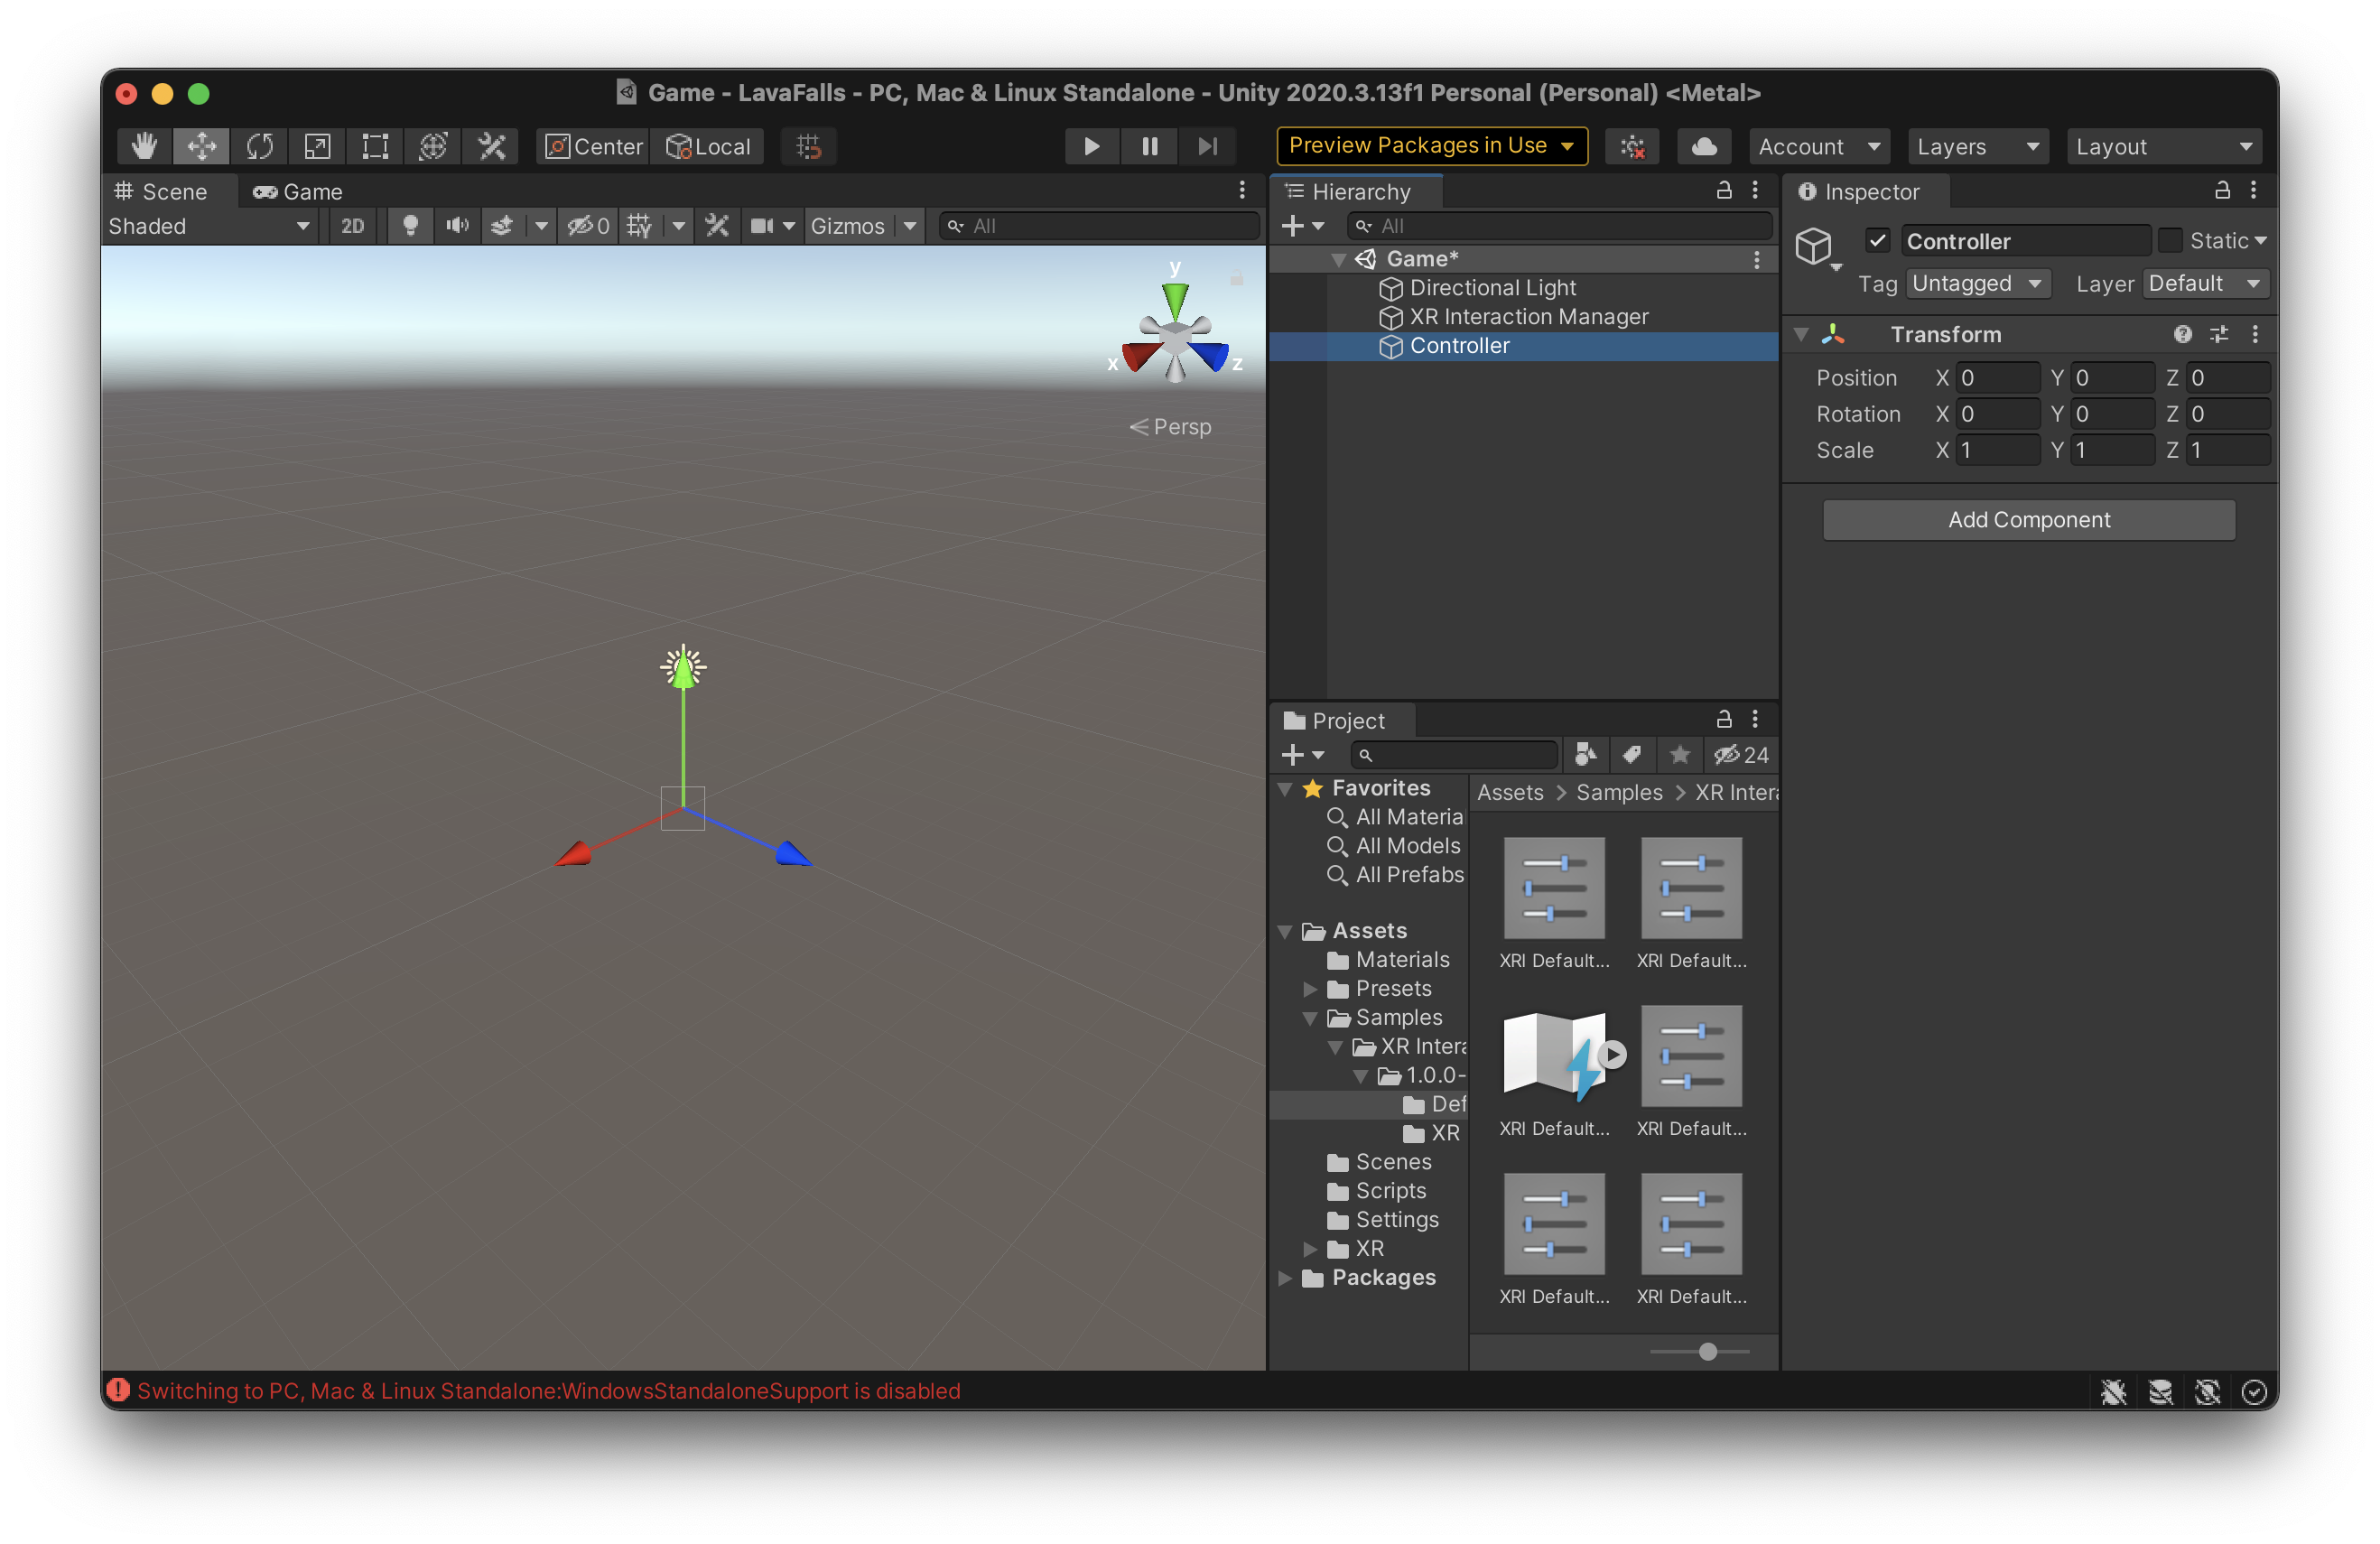 Game - LavaFalls - PC, Mac & Linux Standalone - Unity 2020.3.13f1 Personal (Personal) <Metal>
Center Local Preview Packages in Use Account Layers Layout
Scene Game
Shaded 2D 0 Gizmos All
y
x z
Persp
Hierarchy
All
Game*
Directional Light
XR Interaction Manager
Controller
Project
24
Favorites
All Materia
All Models
All Prefabs
Assets
Materials
Presets
Samples
XR Intera
1.0.0-
Def
XR
Scenes
Scripts
Settings
XR
Packages
Assets > Samples > XR Intera
XRI Default... XRI Default...
XRI Default... XRI Default...
XRI Default... XRI Default...
Inspector
Controller Static
Tag Untagged Layer Default
Transform
Position X 0 Y 0 Z 0
Rotation X 0 Y 0 Z 0
Scale X 1 Y 1 Z 1
Add Component
Switching to PC, Mac & Linux Standalone:WindowsStandaloneSupport is disabled